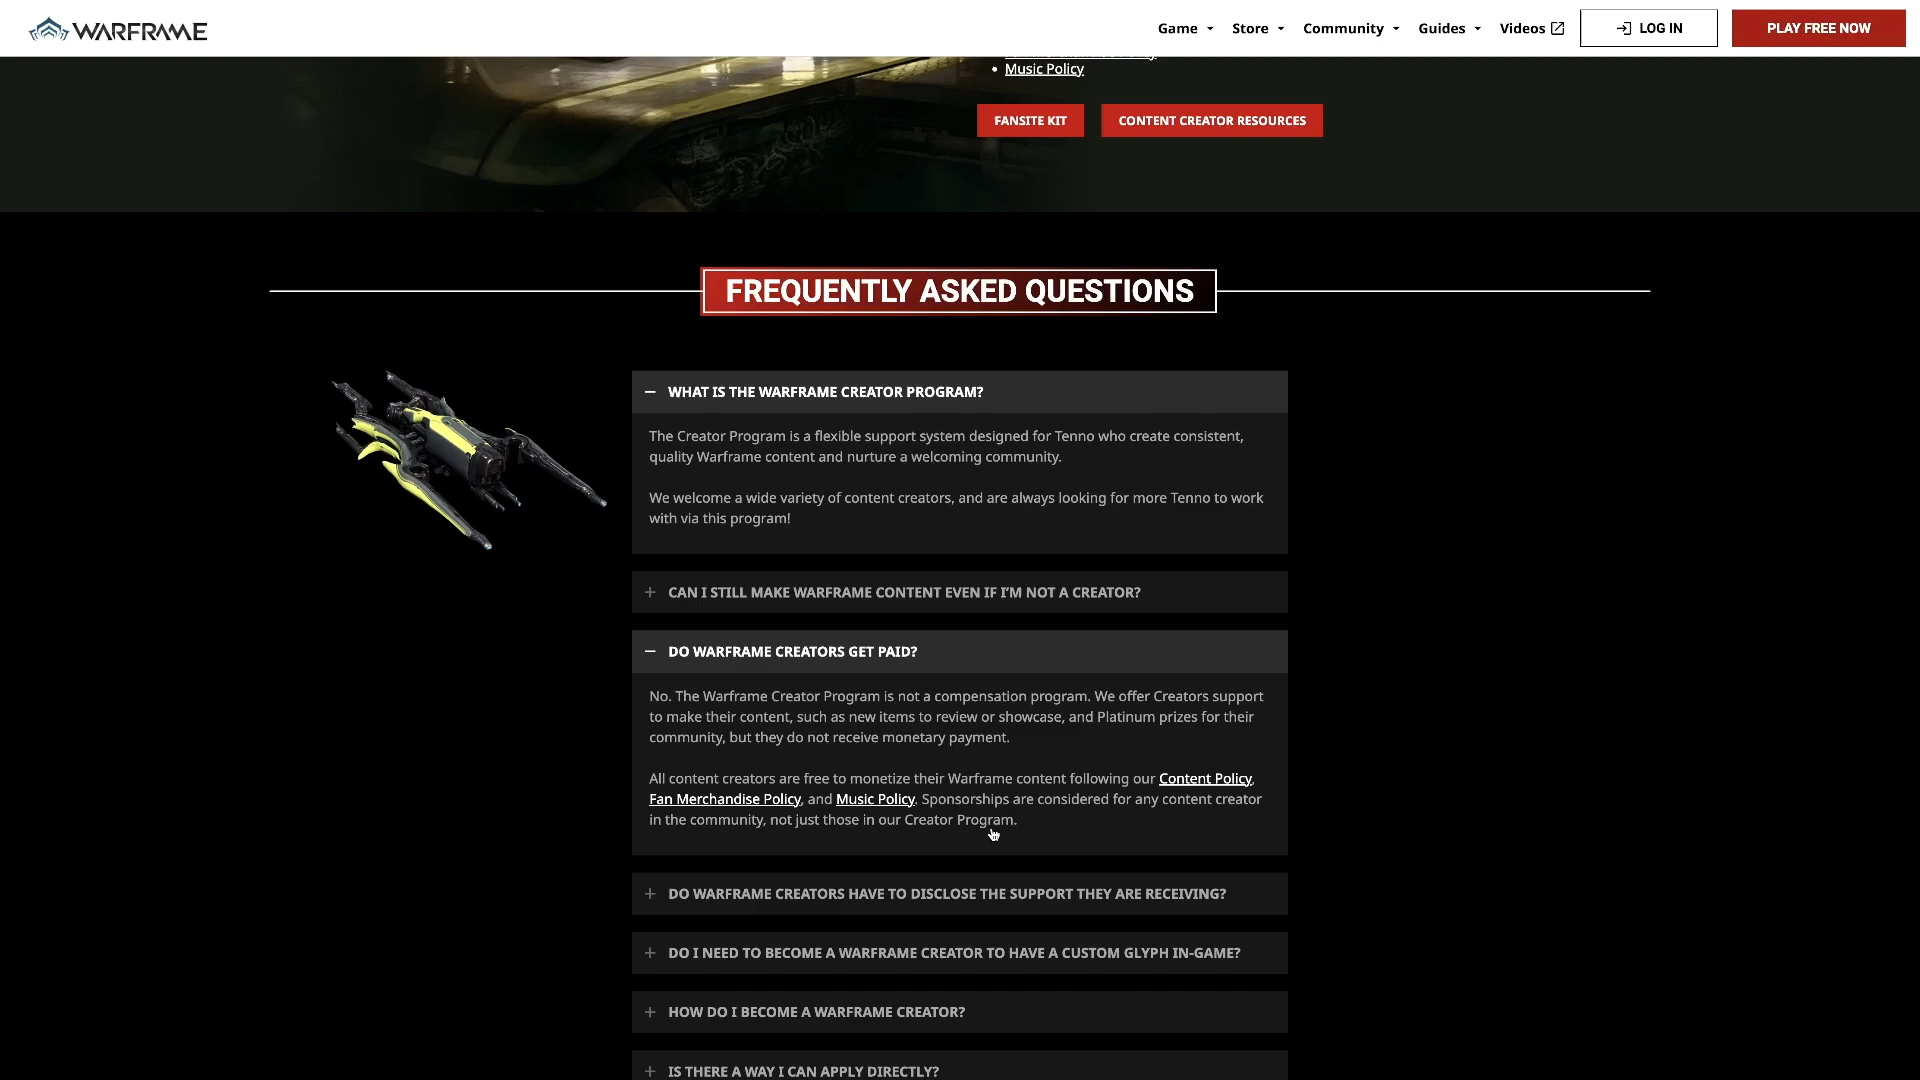 WARFRAME
Game
Store
Community
Guides
Videos
LOG IN
PLAY FREE NOW
Music Policy
FANSITE KIT
CONTENT CREATOR RESOURCES
FREQUENTLY ASKED QUESTIONS
WHAT IS THE WARFRAME CREATOR PROGRAM?
The Creator Program is a flexible support system designed for Tenno who create consistent,
quality Warframe content and nurture a welcoming community.
We welcome a wide variety of content creators, and are always looking for more Tenno to work
with via this program!
CAN I STILL MAKE WARFRAME CONTENT EVEN IF I'M NOT A CREATOR?
DO WARFRAME CREATORS GET PAID?
No. The Warframe Creator Program is not a compensation program. We offer Creators support
to make their content, such as new items to review or showcase, and Platinum prizes for their
community, but they do not receive monetary payment.
All content creators are free to monetize their Warframe content following our Content Policy,
Fan Merchandise Policy, and Music Policy. Sponsorships are considered for any content creator
in the community, not just those in our Creator Program.
DO WARFRAME CREATORS HAVE TO DISCLOSE THE SUPPORT THEY ARE RECEIVING?
DO I NEED TO BECOME A WARFRAME CREATOR TO HAVE A CUSTOM GLYPH IN-GAME?
HOW DO I BECOME A WARFRAME CREATOR?
IS THERE A WAY I CAN APPLY DIRECTLY?